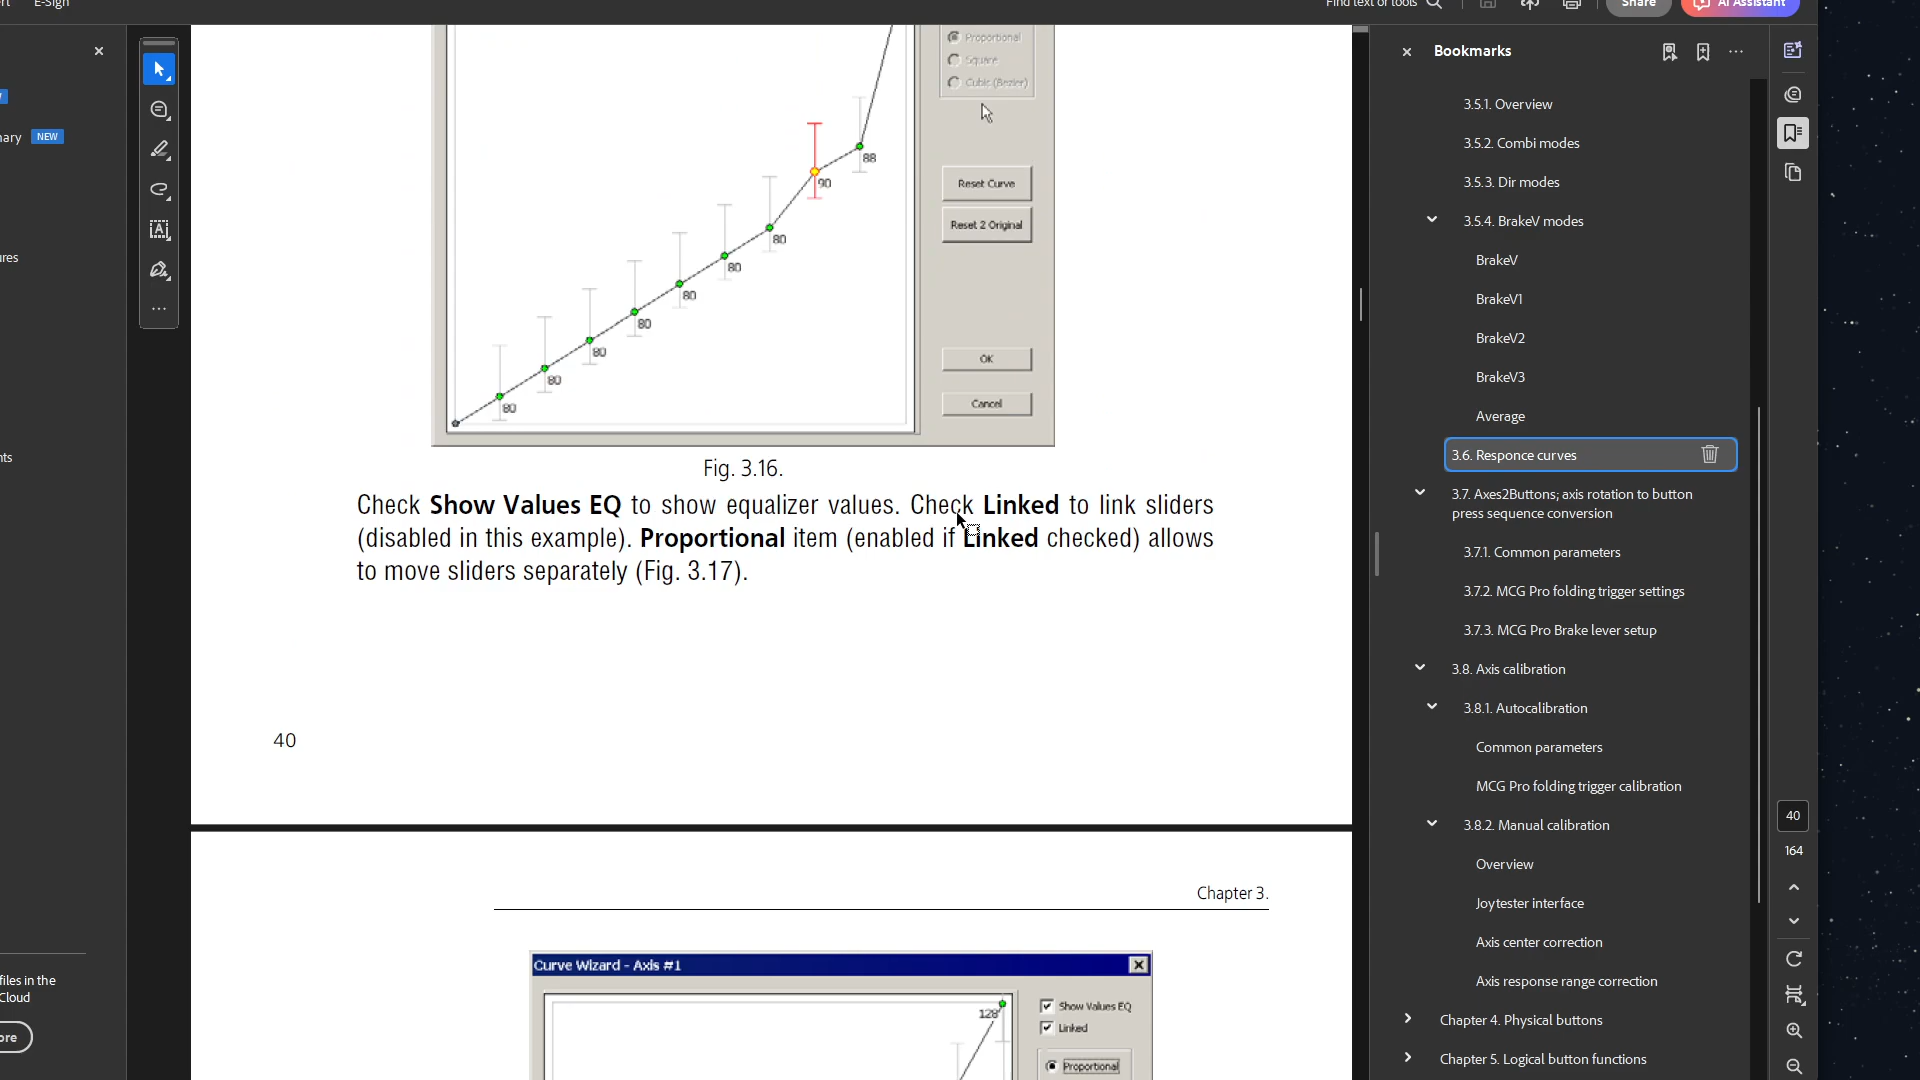 E-Sign
Find text or tools
Share
AI Assistant
NEW
Proportional
Square
Cubic (Bezier)
88
90
Reset Curve
80
Reset 2 Original
80
80
80
80
OK
80
80
Cancel
80
Fig. 3.16.
Check Show Values EQ to show equalizer values. Check Linked to link sliders
(disabled in this example). Proportional item (enabled if Linked checked) allows
to move sliders separately (Fig. 3.17).
40
Chapter 3.
Curve Wizard - Axis #1
128
Show Values EQ
Linked
Proportional
files in the
Cloud
Bookmarks
3.5.1. Overview
3.5.2. Combi modes
3.5.3. Dir modes
3.5.4. BrakeV modes
BrakeV
BrakeV1
BrakeV2
BrakeV3
Average
3.6. Responce curves
3.7. Axes2Buttons; axis rotation to button
press sequence conversion
3.7.1. Common parameters
3.7.2. MCG Pro folding trigger settings
3.7.3. MCG Pro Brake lever setup
3.8. Axis calibration
3.8.1. Autocalibration
Common parameters
MCG Pro folding trigger calibration
3.8.2. Manual calibration
Overview
Joytester interface
Axis center correction
Axis response range correction
Chapter 4. Physical buttons
Chapter 5. Logical button functions
40
164